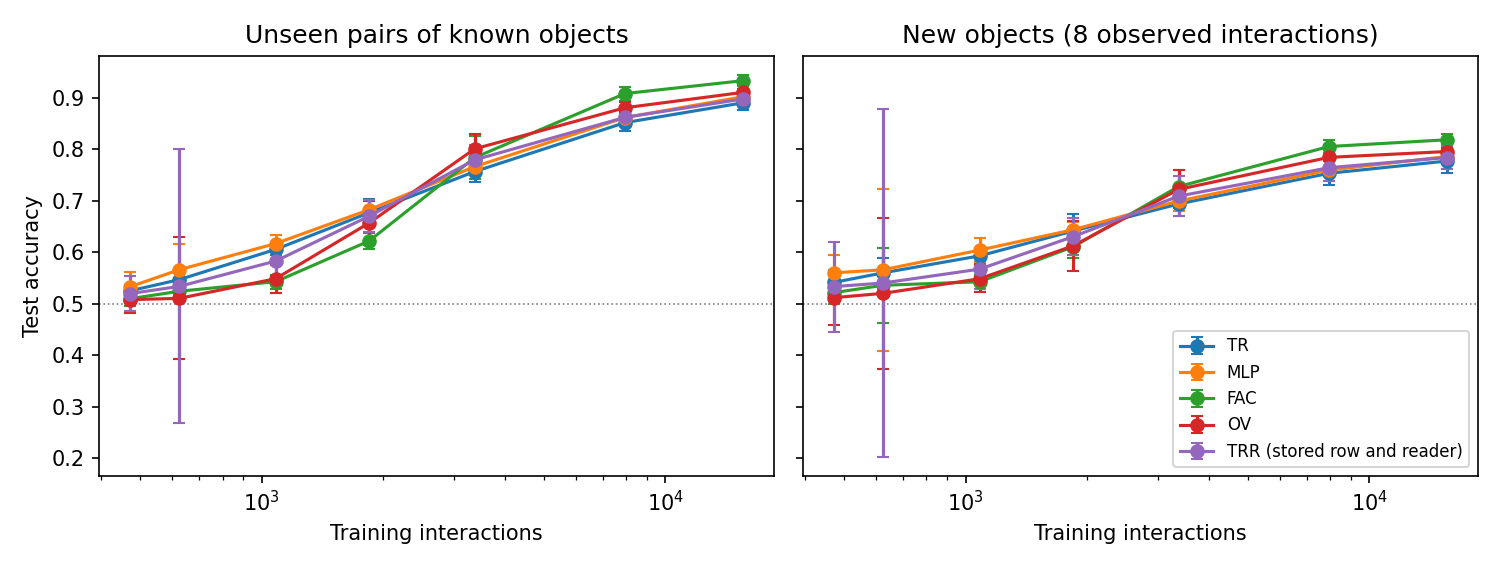 Unseen pairs of known objects
New objects (8 observed interactions)
Test accuracy
0.9
0.8
0.7
0.6
0.5
0.4
0.3
0.2
10³
10⁴
Training interactions
10³
10⁴
Training interactions
TR
MLP
FAC
OV
TRR (stored row and reader)